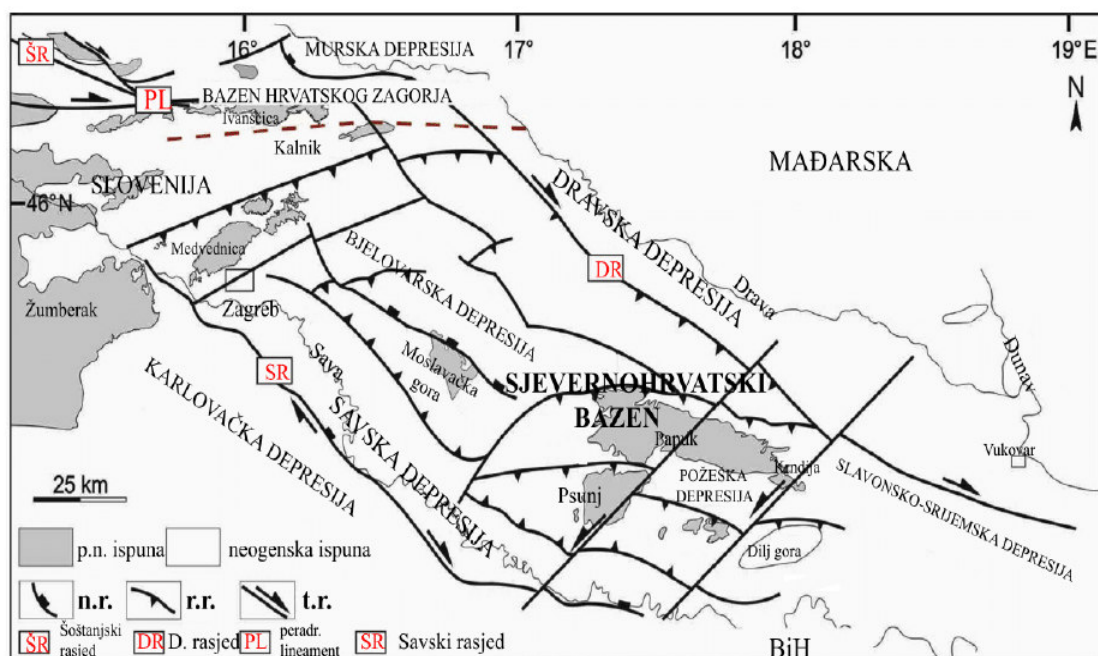 16°
17°
18°
19°E
ŠR
MURSKA DEPRESIJA
N
PL
BAZEN HRVATSKOG ZAGORJA
Ivanščica
Kalnik
MAĐARSKA
SLOVENIJA
46°N
DRAVSKA DEPRESIJA
Medvednica
BJELOVARSKA DEPRESIJA
DR
Drava
Žumberak
Zagreb
Sava
Dunav
Moslavačka
gora
KARLOVAČKA DEPRESIJA
SR
SAVSKA DEPRESIJA
SJEVERNOHRVATSKI
BAZEN
Papuk
Vukovar
Krndija
POŽEŠKA
DEPRESIJA
SLAVONSKO-SRIJEMSKA DEPRESIJA
25 km
Psunj
Dilj gora
p.n. ispuna
neogenska ispuna
n.r.
r.r.
t.r.
ŠR Šoštanjski
rasjed
DR D. rasjed
PL peradr.
lineament
SR Savski rasjed
BiH